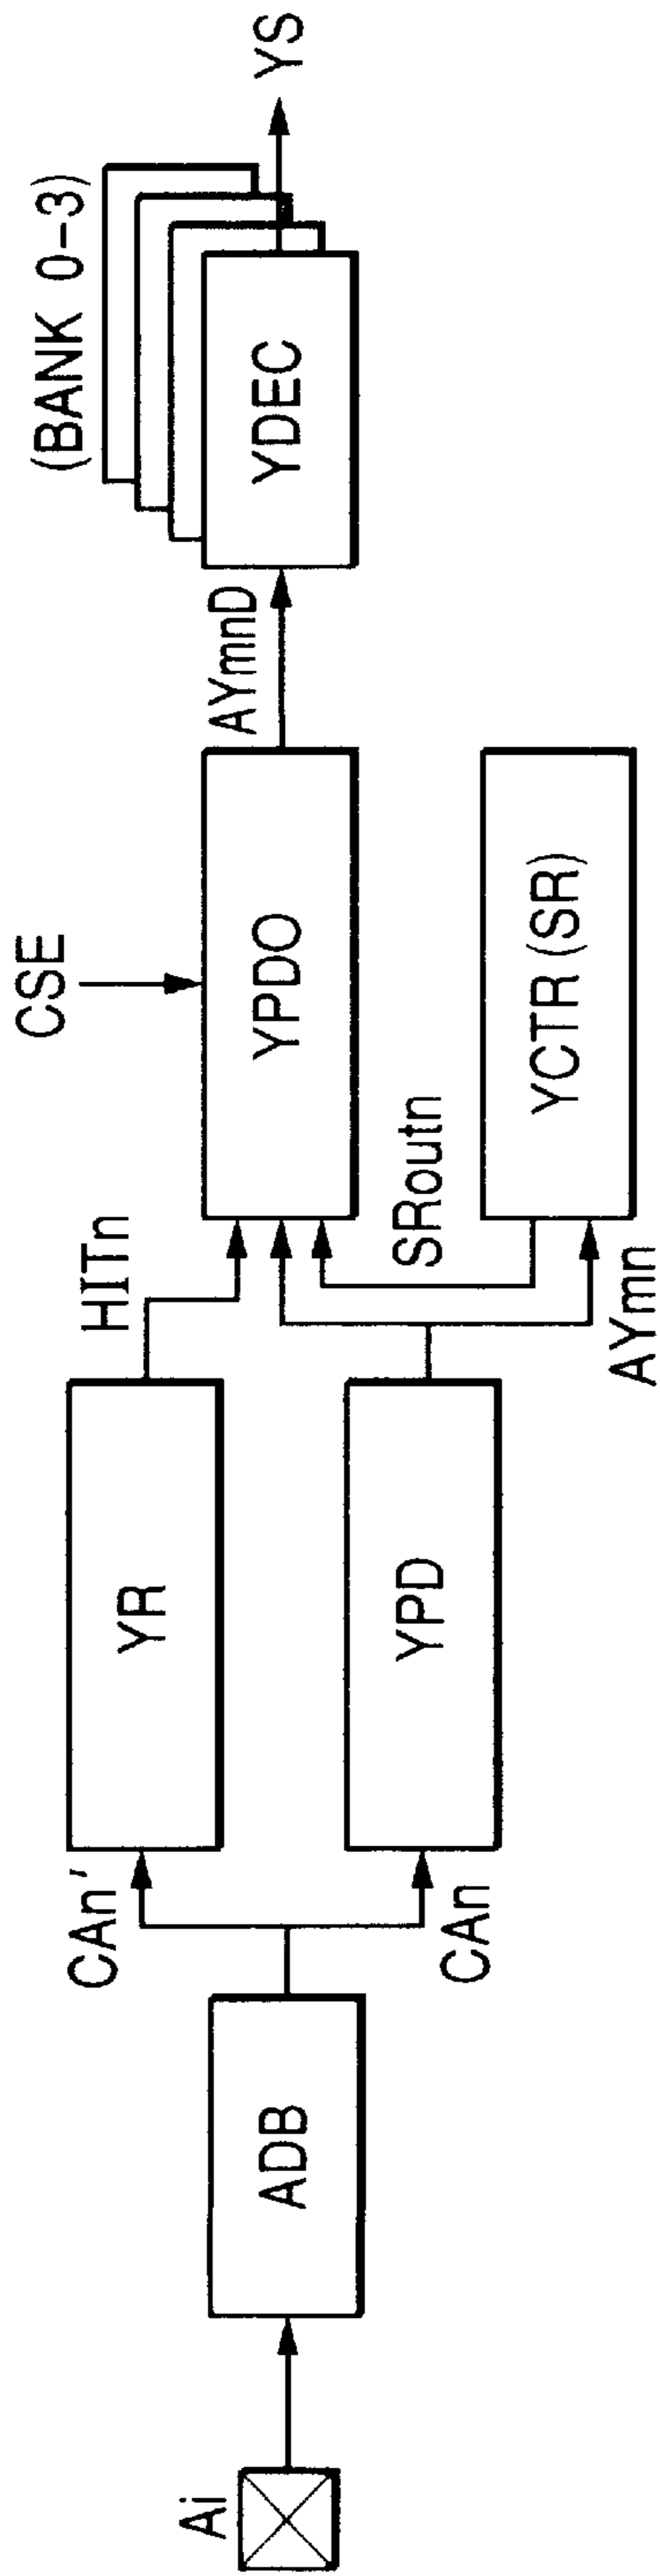 Ai
ADB
CAn'
CAn
YR
YPD
HITn
AYmn
SRoutn
CSE
YPDO
YCTR(SR)
AYmnD
(BANK 0-3)
YDEC
YS